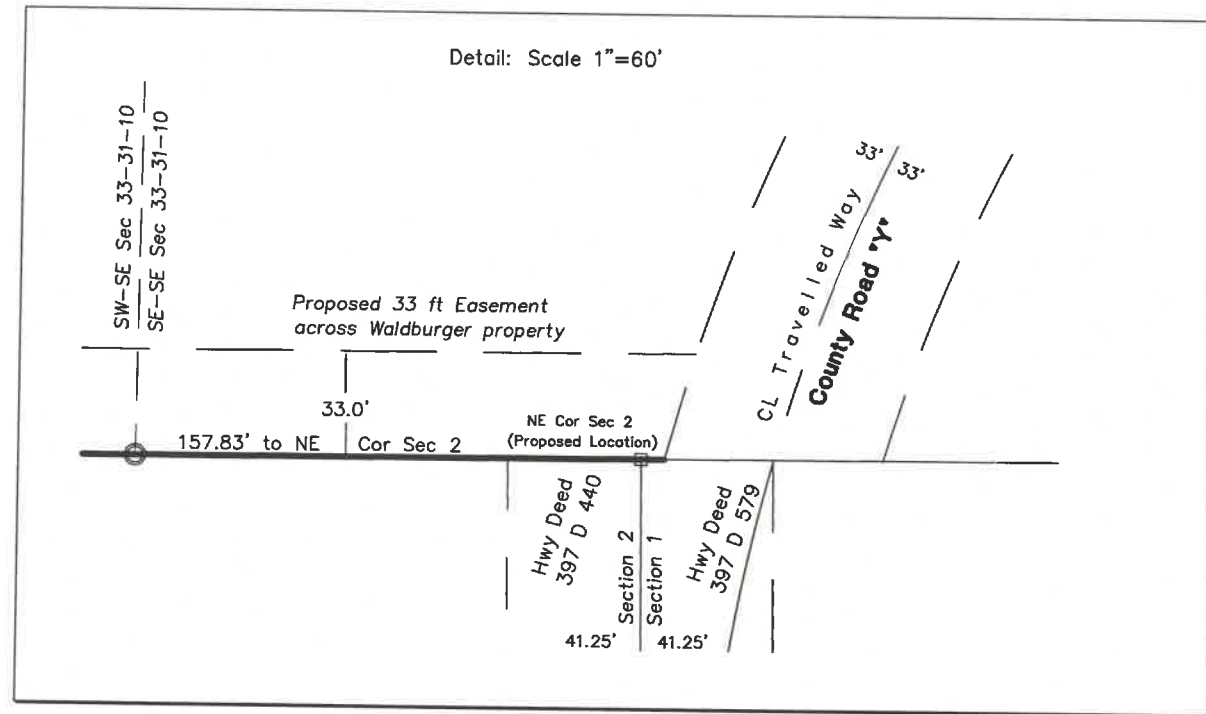 Detail: Scale 1"=60'
SW-SE Sec 33-31-10
SE-SE Sec 33-31-10
33'
33'
CL Travelled Way
County Road "Y"
Proposed 33 ft Easement
across Waldburger property
33.0'
157.83' to NE Cor Sec 2
NE Cor Sec 2
(Proposed Location)
Hwy Deed
397 D 440
Section 2
Section 1
Hwy Deed
397 D 579
41.25'
41.25'